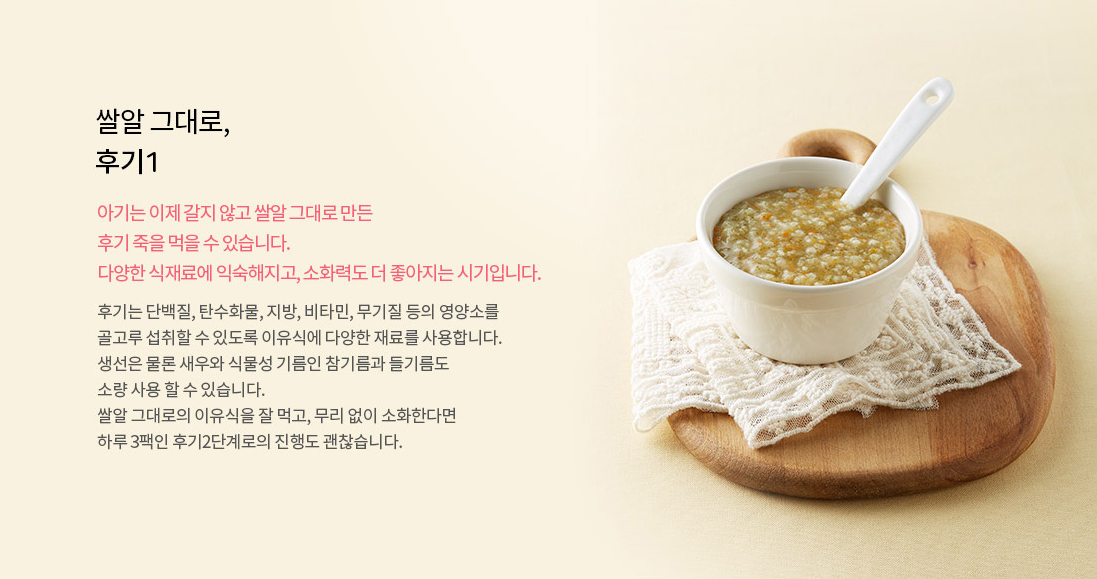 쌀알 그대로,
후기1
아기는 이제 갈지 않고 쌀알 그대로 만든
후기 죽을 먹을 수 있습니다.
다양한 식재료에 익숙해지고, 소화력도 더 좋아지는 시기입니다.
후기는 단백질, 탄수화물, 지방, 비타민, 무기질 등의 영양소를
골고루 섭취할 수 있도록 이유식에 다양한 재료를 사용합니다.
생선은 물론 새우와 식물성 기름인 참기름과 들기름도
소량 사용 할 수 있습니다.
쌀알 그대로의 이유식을 잘 먹고, 무리 없이 소화한다면
하루 3팩인 후기2단계로의 진행도 괜찮습니다.